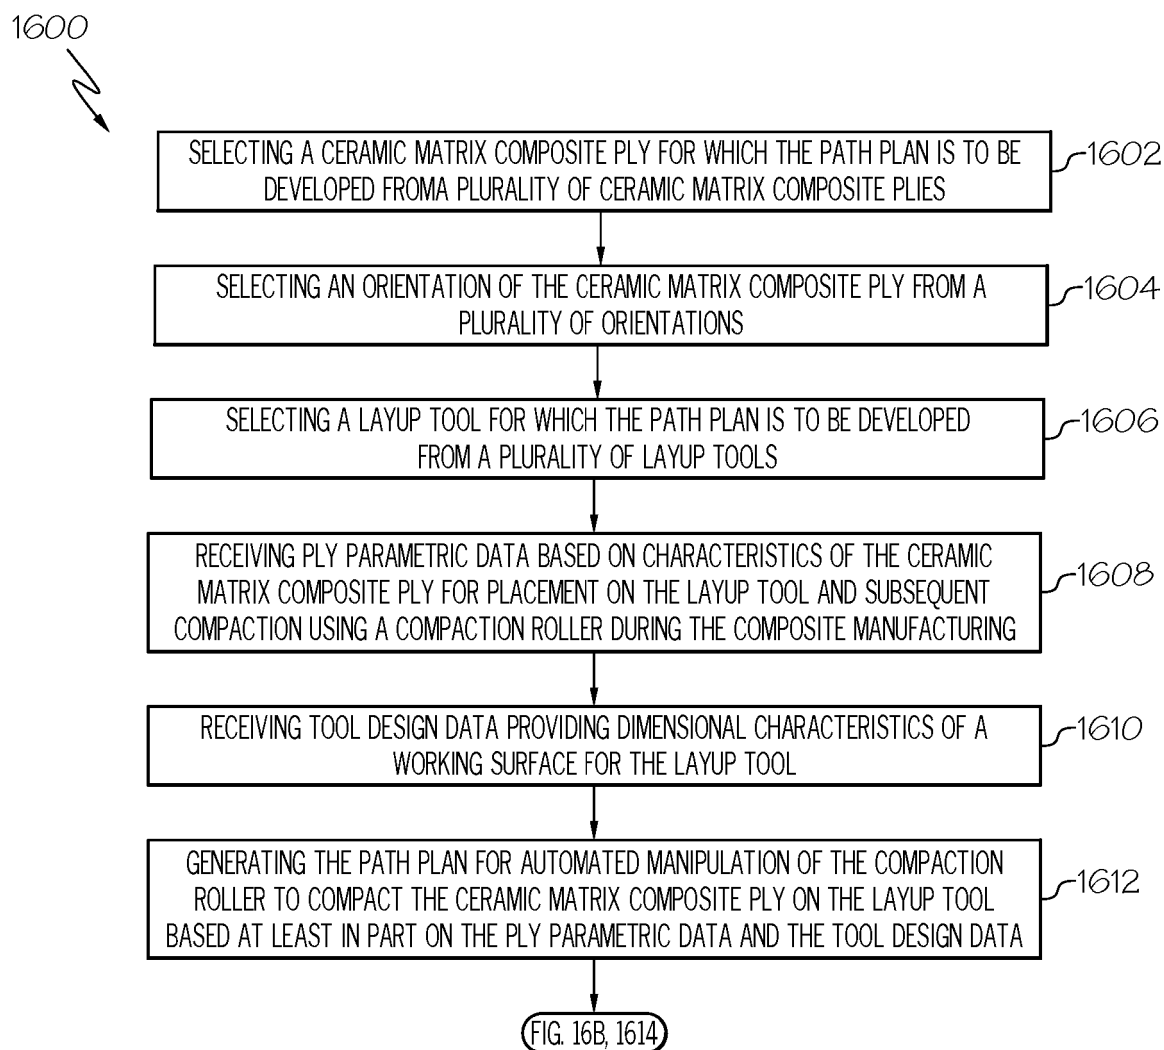 1600
SELECTING A CERAMIC MATRIX COMPOSITE PLY FOR WHICH THE PATH PLAN IS TO BE
DEVELOPED FROMA PLURALITY OF CERAMIC MATRIX COMPOSITE PLIES
1602
SELECTING AN ORIENTATION OF THE CERAMIC MATRIX COMPOSITE PLY FROM A
PLURALITY OF ORIENTATIONS
1604
SELECTING A LAYUP TOOL FOR WHICH THE PATH PLAN IS TO BE DEVELOPED
FROM A PLURALITY OF LAYUP TOOLS
1606
RECEIVING PLY PARAMETRIC DATA BASED ON CHARACTERISTICS OF THE CERAMIC
MATRIX COMPOSITE PLY FOR PLACEMENT ON THE LAYUP TOOL AND SUBSEQUENT
COMPACTION USING A COMPACTION ROLLER DURING THE COMPOSITE MANUFACTURING
1608
RECEIVING TOOL DESIGN DATA PROVIDING DIMENSIONAL CHARACTERISTICS OF A
WORKING SURFACE FOR THE LAYUP TOOL
1610
GENERATING THE PATH PLAN FOR AUTOMATED MANIPULATION OF THE COMPACTION
ROLLER TO COMPACT THE CERAMIC MATRIX COMPOSITE PLY ON THE LAYUP TOOL
BASED AT LEAST IN PART ON THE PLY PARAMETRIC DATA AND THE TOOL DESIGN DATA
1612
FIG. 16B, 1614